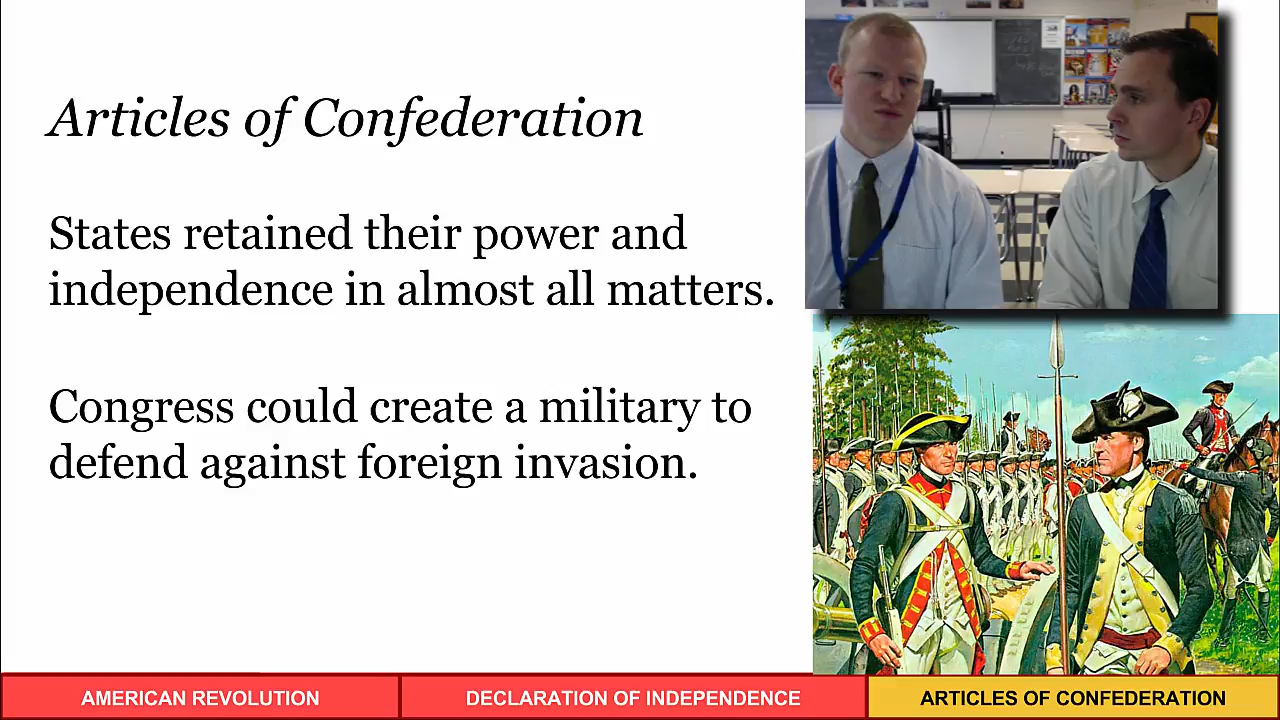 Articles of Confederation
States retained their power and
independence in almost all matters.
Congress could create a military to
defend against foreign invasion.
AMERICAN REVOLUTION
DECLARATION OF INDEPENDENCE
ARTICLES OF CONFEDERATION